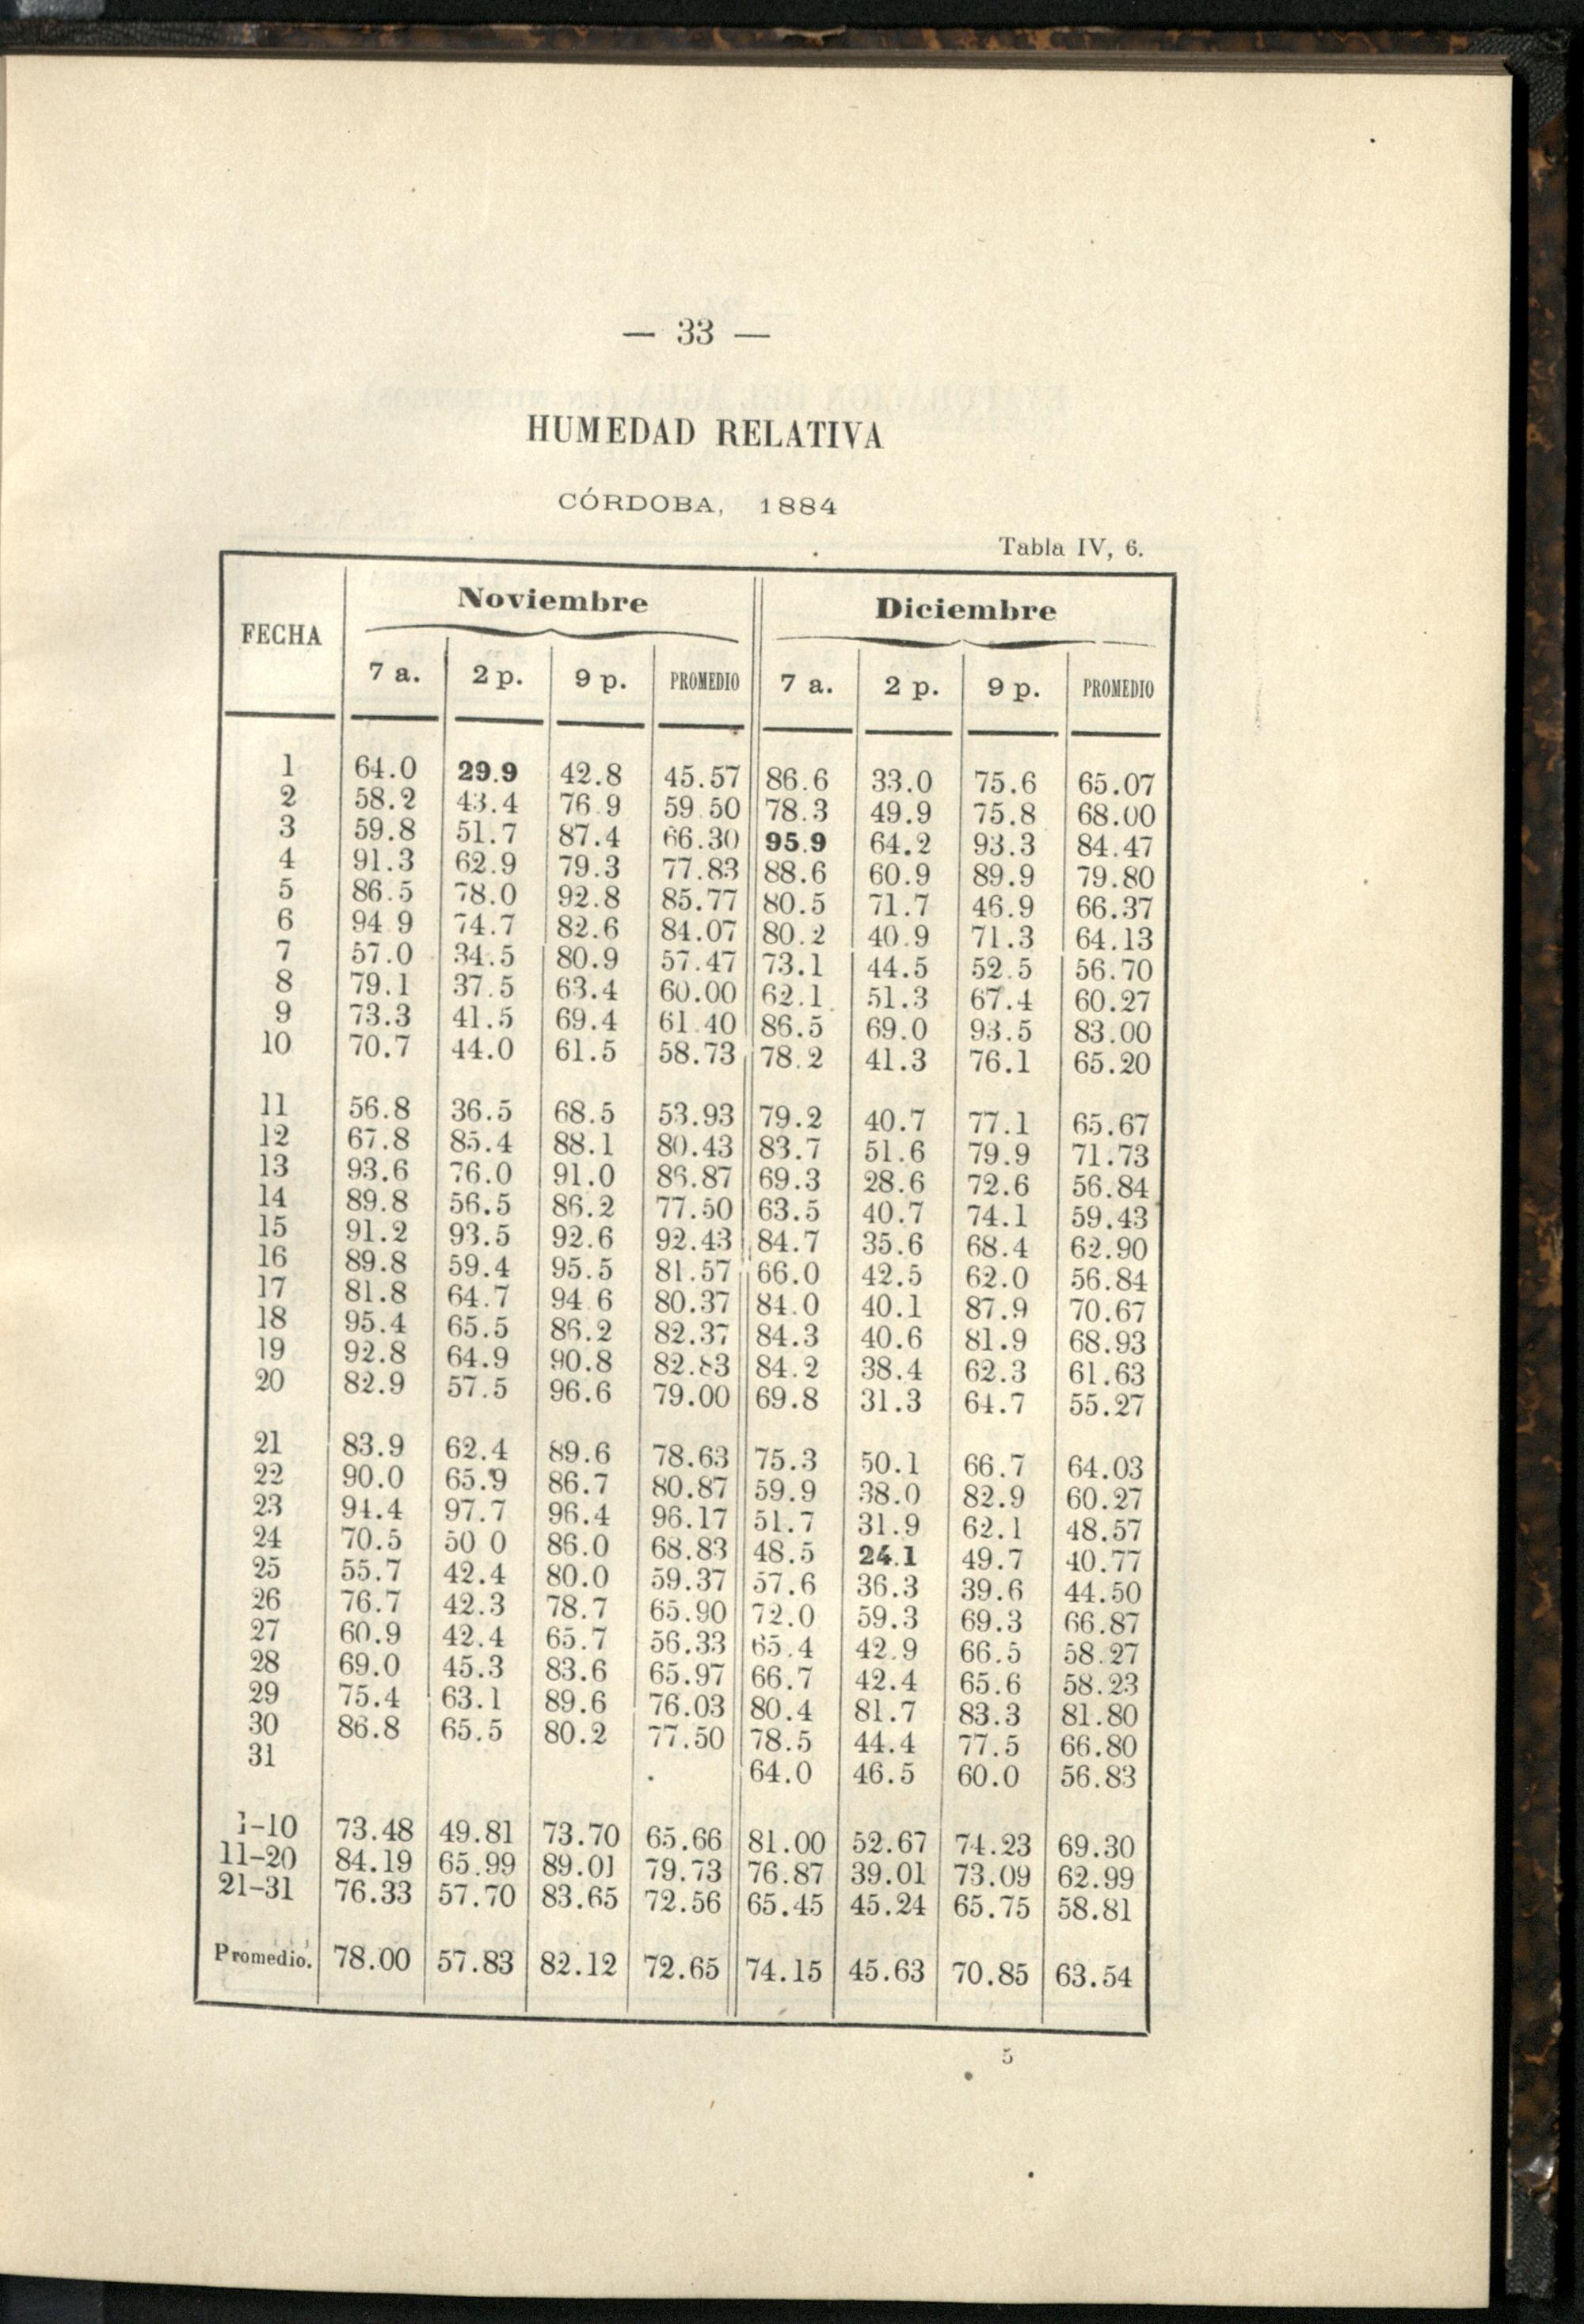 — 33 —
HUMEDAD RELATIVA
CÓRDOBA, 1884
Tabla IV, 6.
FECHA Noviembre Diciembre
7 a. 2 p. 9 p. PROMEDIO 7 a. 2 p. 9 p. PROMEDIO
1 64.0 29.9 42.8 45.57 86.6 33.0 75.6 65.07
2 58.2 43.4 76.9 59.50 78.3 49.9 75.8 68.00
3 59.8 51.7 87.4 66.30 95.9 64.2 93.3 84.47
4 91.3 62.9 79.3 77.83 88.6 60.9 89.9 79.80
5 86.5 78.0 92.8 85.77 80.5 71.7 46.9 66.37
6 94.9 74.7 82.6 84.07 80.2 40.9 71.3 64.13
7 57.0 34.5 80.9 57.47 73.1 44.5 52.5 56.70
8 79.1 37.5 63.4 60.00 62.1 51.3 67.4 60.27
9 73.3 41.5 69.4 61.40 86.5 69.0 93.5 83.00
10 70.7 44.0 61.5 58.73 78.2 41.3 76.1 65.20
11 56.8 36.5 68.5 53.93 79.2 40.7 77.1 65.67
12 67.8 85.4 88.1 80.43 83.7 51.6 79.9 71.73
13 93.6 76.0 91.0 86.87 69.3 28.6 72.6 56.84
14 89.8 56.5 86.2 77.50 63.5 40.7 74.1 59.43
15 91.2 93.5 92.6 92.43 84.7 35.6 68.4 62.90
16 89.8 59.4 95.5 81.57 66.0 42.5 62.0 56.84
17 81.8 64.7 94.6 80.37 84.0 40.1 87.9 70.67
18 95.4 65.5 86.2 82.37 84.3 40.6 81.9 68.93
19 92.8 64.9 90.8 82.83 84.2 38.4 62.3 61.63
20 82.9 57.5 96.6 79.00 69.8 31.3 64.7 55.27
21 83.9 62.4 89.6 78.63 75.3 50.1 66.7 64.03
22 90.0 65.9 86.7 80.87 59.9 38.0 82.9 60.27
23 94.4 97.7 96.4 96.17 51.7 31.9 62.1 48.57
24 70.5 50 0 86.0 68.83 48.5 24.1 49.7 40.77
25 55.7 42.4 80.0 59.37 57.6 36.3 39.6 44.50
26 76.7 42.3 78.7 65.90 72.0 59.3 69.3 66.87
27 60.9 42.4 65.7 56.33 65.4 42.9 66.5 58.27
28 69.0 45.3 83.6 65.97 66.7 42.4 65.6 58.23
29 75.4 63.1 89.6 76.03 80.4 81.7 83.3 81.80
30 86.8 65.5 80.2 77.50 78.5 44.4 77.5 66.80
31 64.0 46.5 60.0 56.83
1-10 73.48 49.81 73.70 65.66 81.00 52.67 74.23 69.30
11-20 84.19 65.99 89.01 79.73 76.87 39.01 73.09 62.99
21-31 76.33 57.70 83.65 72.56 65.45 45.24 65.75 58.81
Promedio. 78.00 57.83 82.12 72.65 74.15 45.63 70.85 63.54
5